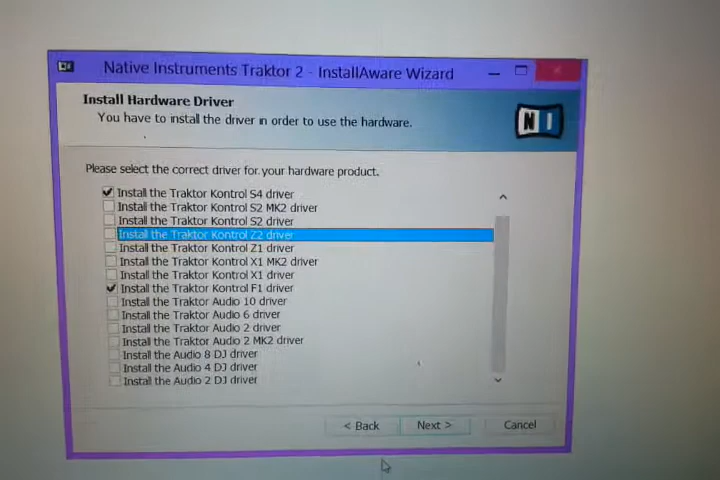 Native Instruments Traktor 2 - InstallAware Wizard
Install Hardware Driver
You have to install the driver in order to use the hardware.
NI
Please select the correct driver for your hardware product.
Install the Traktor Kontrol S4 driver
Install the Traktor Kontrol S2 MK2 driver
Install the Traktor Kontrol S2 driver
Install the Traktor Kontrol Z2 driver
Install the Traktor Kontrol Z1 driver
Install the Traktor Kontrol X1 MK2 driver
Install the Traktor Kontrol X1 driver
Install the Traktor Kontrol F1 driver
Install the Traktor Audio 10 driver
Install the Traktor Audio 6 driver
Install the Traktor Audio 2 driver
Install the Traktor Audio 2 MK2 driver
Install the Audio 8 DJ driver
Install the Audio 4 DJ driver
Install the Audio 2 DJ driver
< Back Next > Cancel